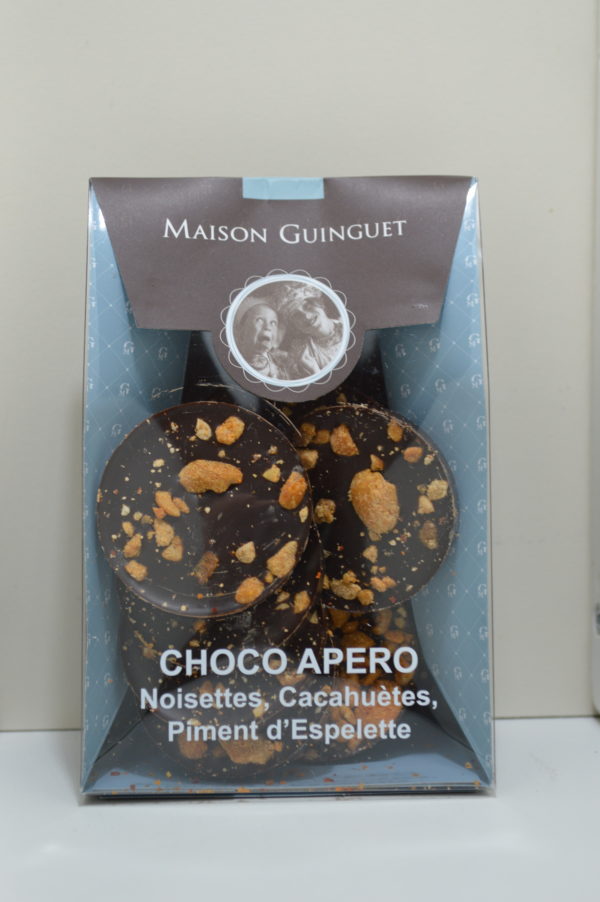 MAISON GUINGUET
CHOCO APERO
Noisettes, Cacahuètes,
Piment d'Espelette